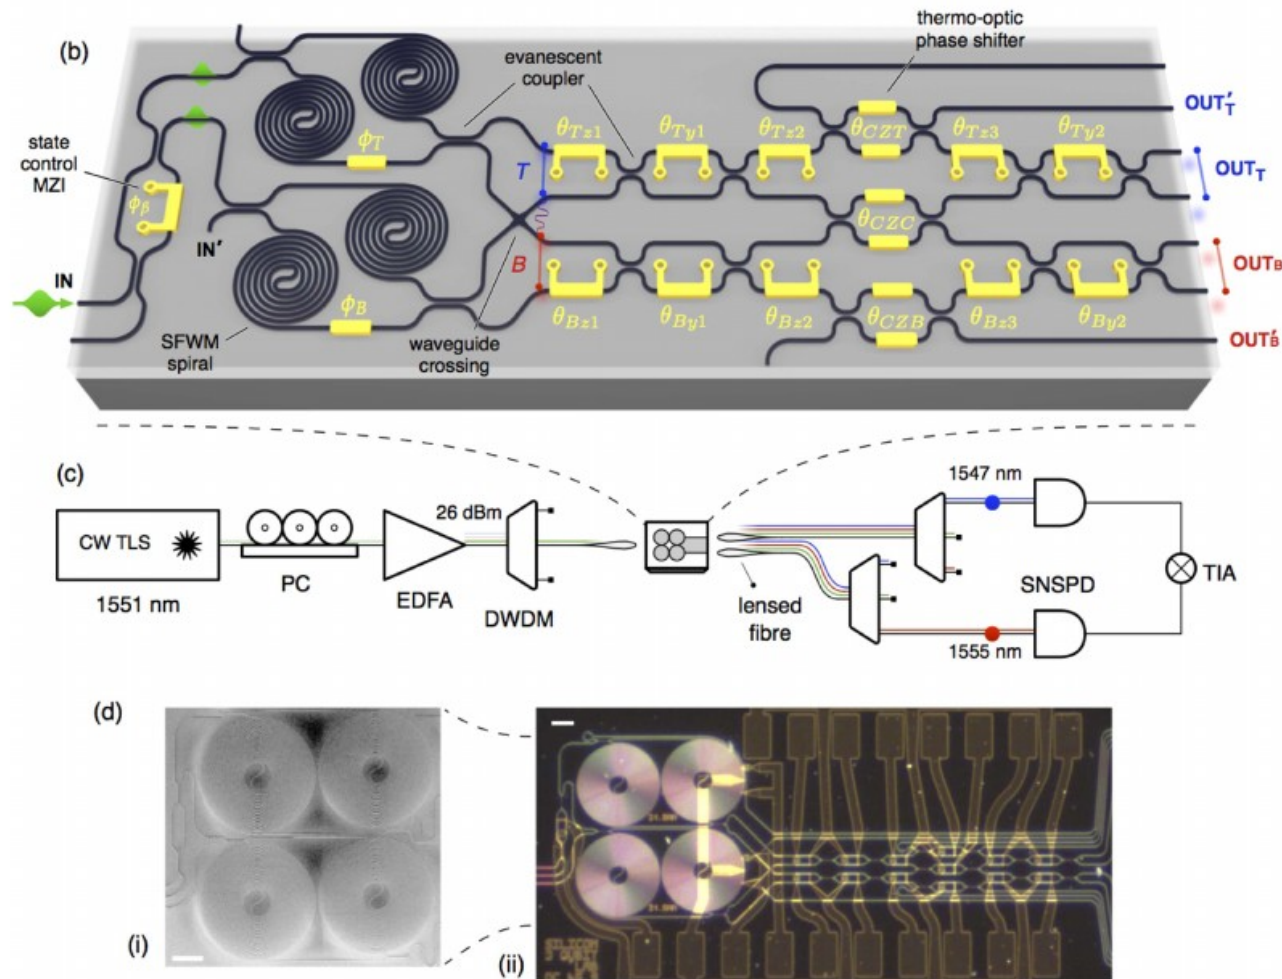 (b)
thermo-optic
phase shifter
evanescent
coupler
state
control
MZI
ϕβ
IN
IN′
SFWM
spiral
ϕT
ϕB
waveguide
crossing
T
B
θTz1
θTy1
θTz2
θCZT
θTz3
θTy2
θCZC
θBz1
θBy1
θBz2
θCZB
θBz3
θBy2
OUT′T
OUTT
OUTB
OUT′B
(c)
CW TLS
1551 nm
PC
EDFA
26 dBm
DWDM
lensed
fibre
1547 nm
SNSPD
1555 nm
TIA
(d)
(i)
(ii)
SILICON